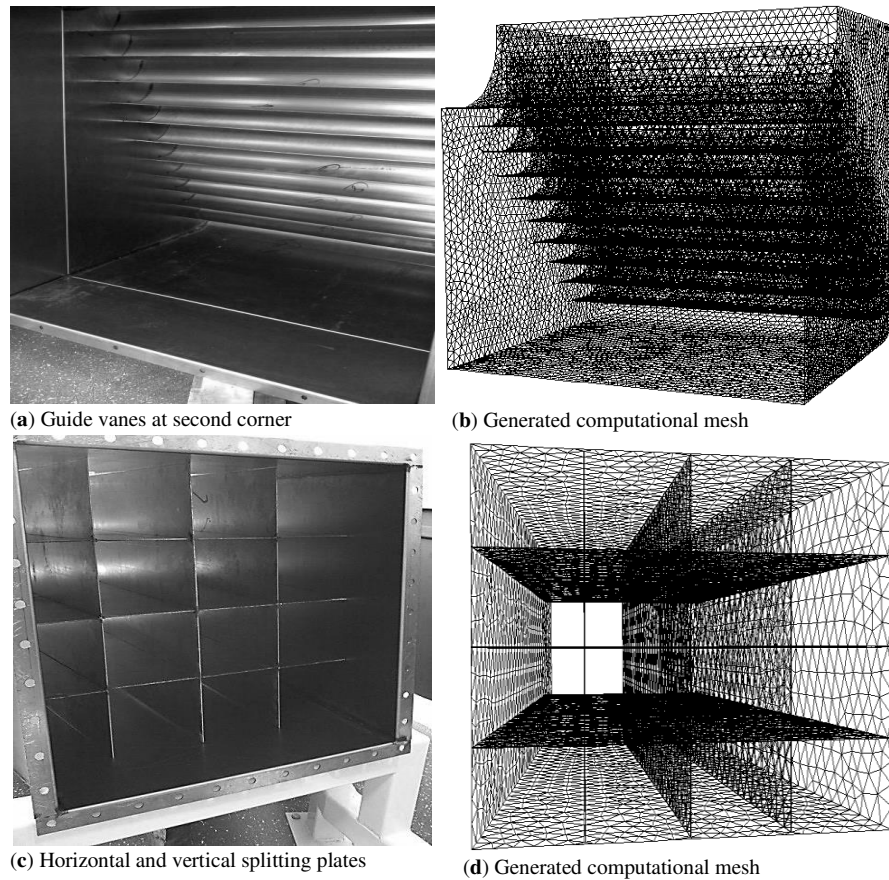 (a) Guide vanes at second corner
(b) Generated computational mesh
(c) Horizontal and vertical splitting plates
(d) Generated computational mesh